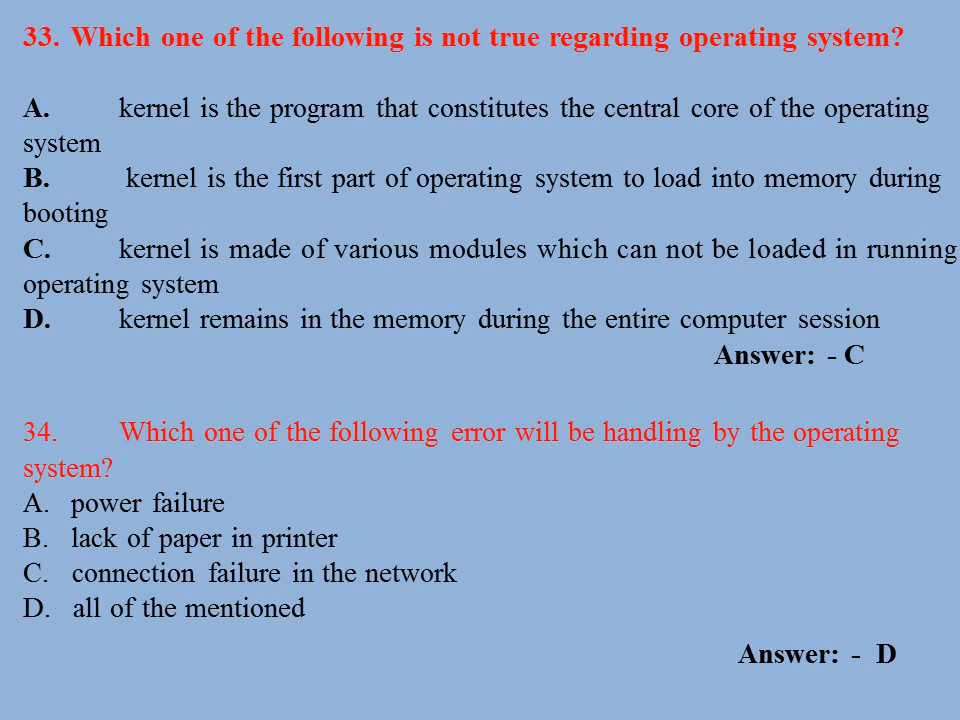 33. Which one of the following is not true regarding operating system?
A. kernel is the program that constitutes the central core of the operating
system
B. kernel is the first part of operating system to load into memory during
booting
C. kernel is made of various modules which can not be loaded in running
operating system
D. kernel remains in the memory during the entire computer session
Answer: - C
34. Which one of the following error will be handling by the operating
system?
A. power failure
B. lack of paper in printer
C. connection failure in the network
D. all of the mentioned
Answer: - D